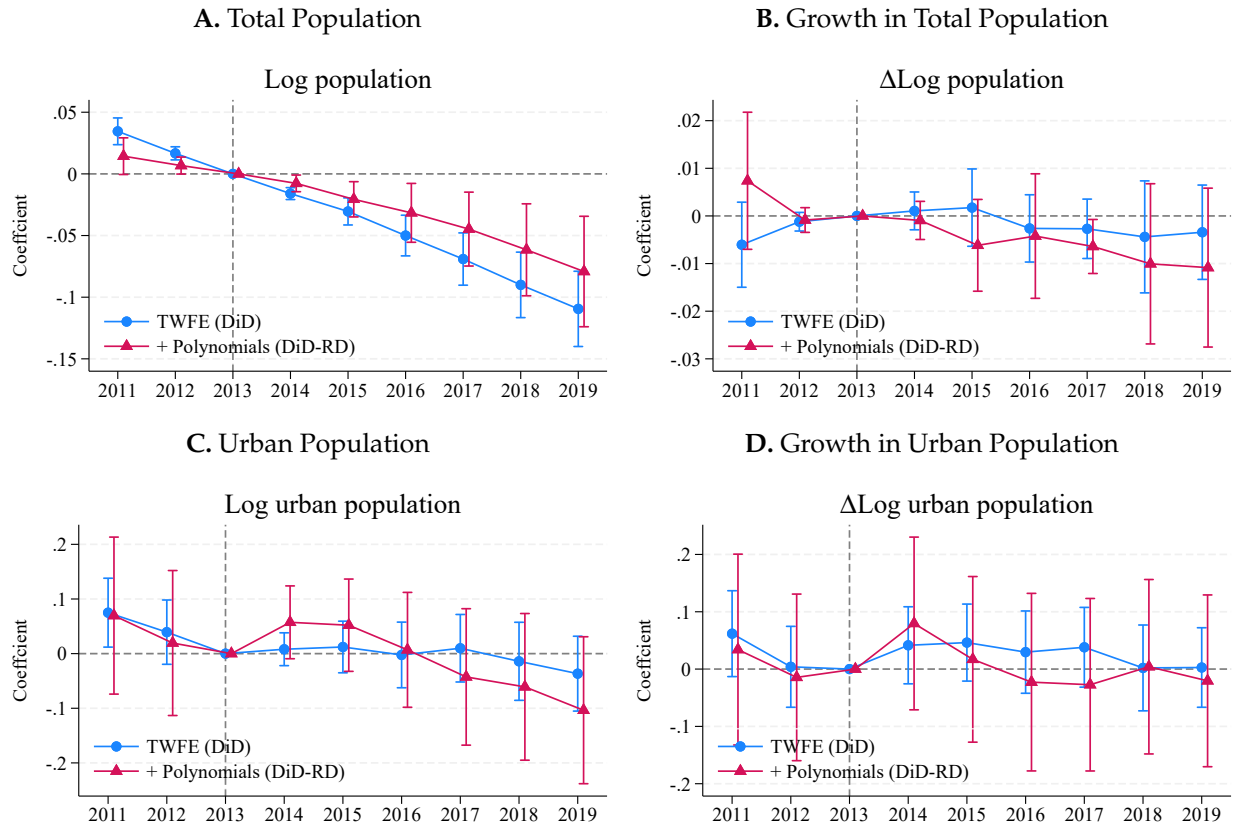 A. Total Population
Log population
Coeffcient
.05
0
-.05
-.1
-.15
TWFE (DiD)
+ Polynomials (DiD-RD)
2011 2012 2013 2014 2015 2016 2017 2018 2019
B. Growth in Total Population
ΔLog population
Coeffcient
.02
.01
0
-.01
-.02
-.03
TWFE (DiD)
+ Polynomials (DiD-RD)
2011 2012 2013 2014 2015 2016 2017 2018 2019
C. Urban Population
Log urban population
Coeffcient
.2
.1
0
-.1
-.2
TWFE (DiD)
+ Polynomials (DiD-RD)
2011 2012 2013 2014 2015 2016 2017 2018 2019
D. Growth in Urban Population
ΔLog urban population
Coeffcient
.2
.1
0
-.1
-.2
TWFE (DiD)
+ Polynomials (DiD-RD)
2011 2012 2013 2014 2015 2016 2017 2018 2019